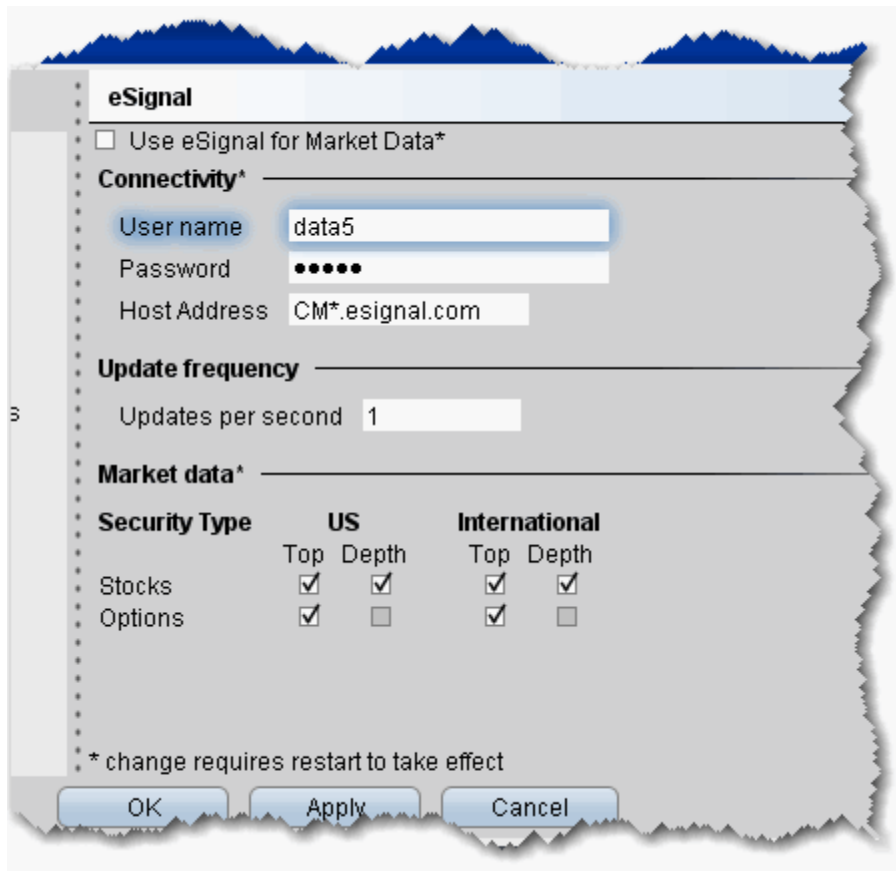 eSignal
Use eSignal for Market Data*
Connectivity*
User name data5
Password •••••
Host Address CM*.esignal.com
Update frequency
s
Updates per second 1
Market data*
Security Type US International
Top Depth Top Depth
Stocks
Options
* change requires restart to take effect
OK Apply Cancel